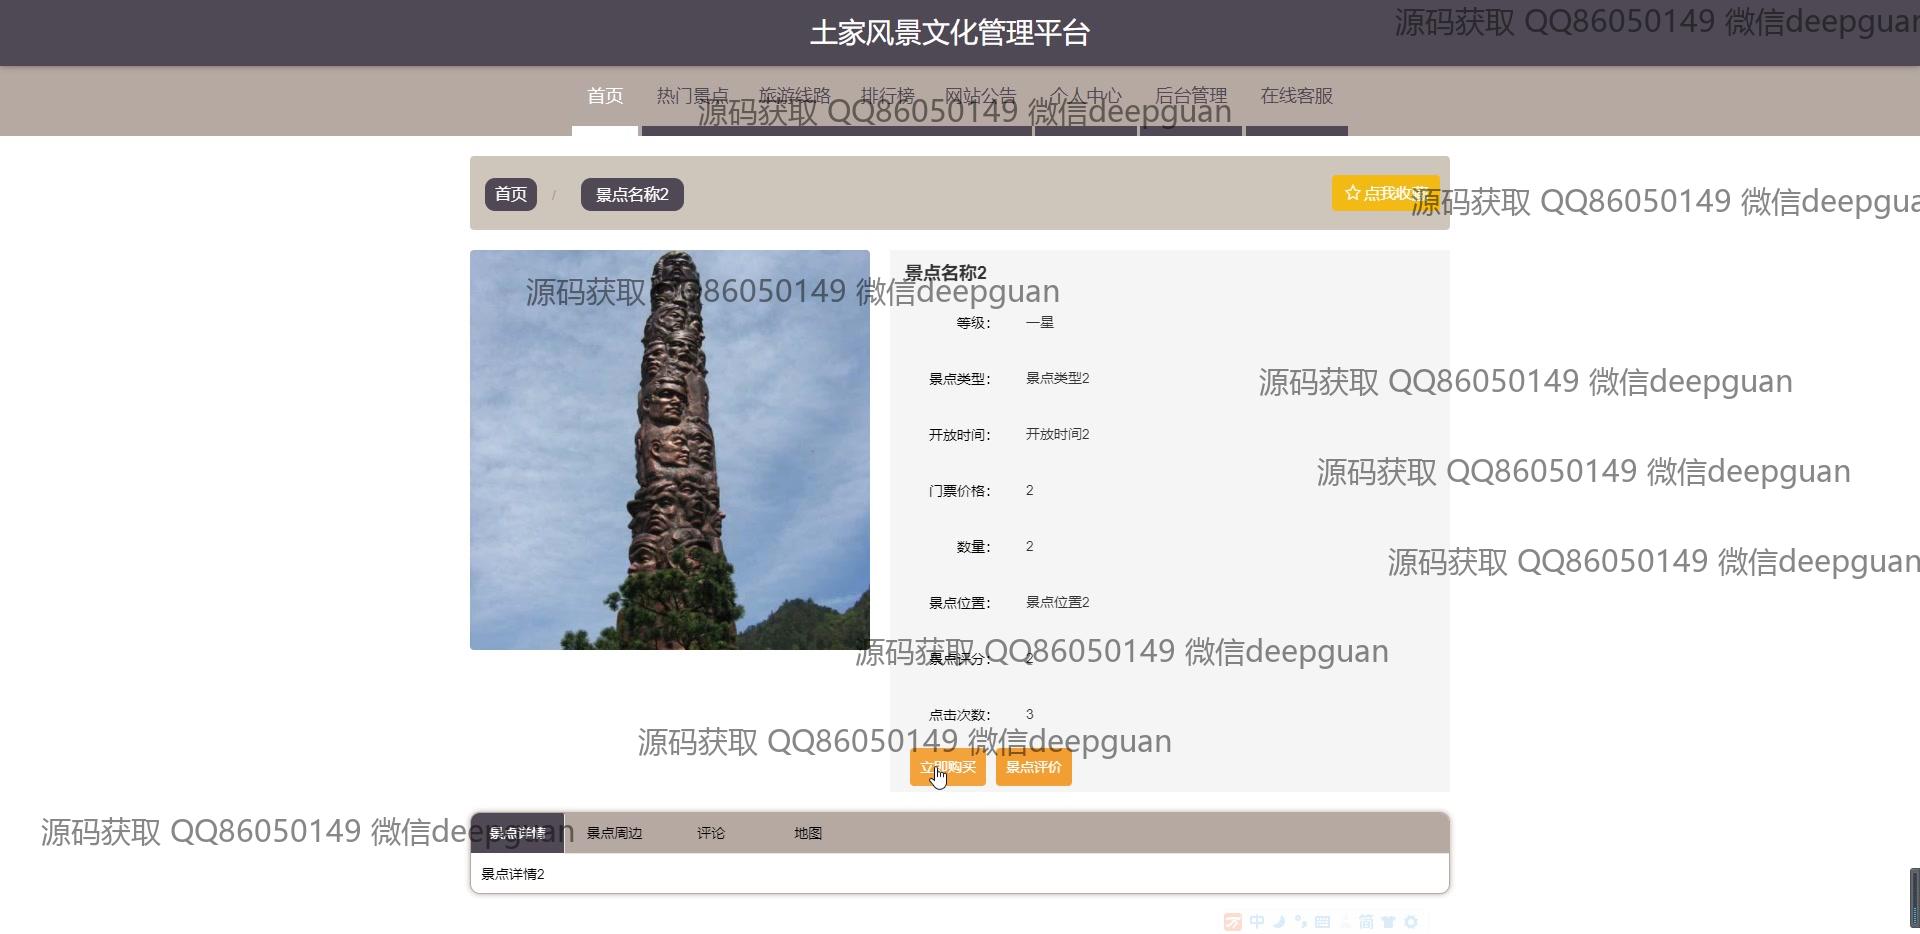 土家风景文化管理平台
源码获取 QQ86050149 微信deepguan
首页 热门景点 旅游线路 排行榜 网站公告 个人中心 后台管理 在线客服
源码获取 QQ86050149 微信deepguan
首页 / 景点名称2
☆点我收藏
源码获取 QQ86050149 微信deepgua
景点名称2
源码获取 QQ86050149 微信deepguan
等级： 一星
景点类型： 景点类型2
源码获取 QQ86050149 微信deepguan
开放时间： 开放时间2
源码获取 QQ86050149 微信deepguan
门票价格： 2
数量： 2
源码获取 QQ86050149 微信deepguan
景点位置： 景点位置2
源码获取 QQ86050149 微信deepguan
景点评分： 2
点击次数： 3
源码获取 QQ86050149 微信deepguan
立即购买 景点评价
源码获取 QQ86050149 微信deepguan
景点详情 景点周边 评论 地图
景点详情2
中 简